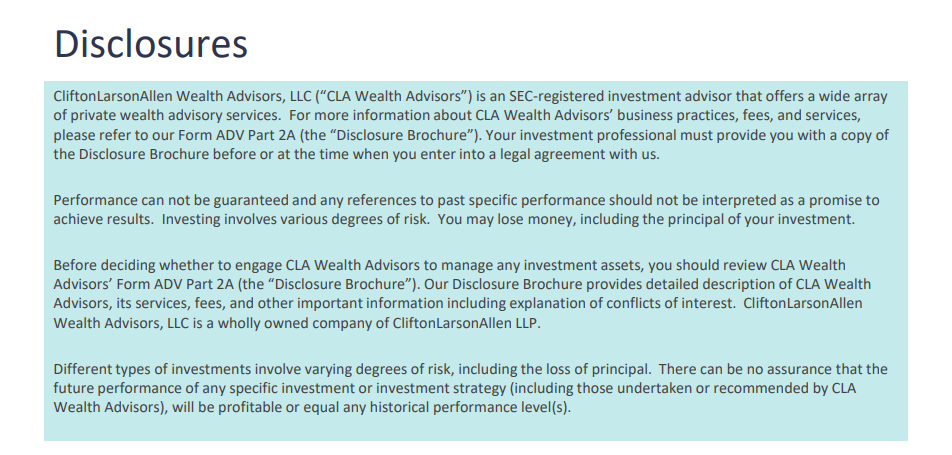 Disclosures
CliftonLarsonAllen Wealth Advisors, LLC (“CLA Wealth Advisors”) is an SEC-registered investment advisor that offers a wide array
of private wealth advisory services.  For more information about CLA Wealth Advisors’ business practices, fees, and services,
please refer to our Form ADV Part 2A (the “Disclosure Brochure”). Your investment professional must provide you with a copy of
the Disclosure Brochure before or at the time when you enter into a legal agreement with us.
Performance can not be guaranteed and any references to past specific performance should not be interpreted as a promise to
achieve results.  Investing involves various degrees of risk.  You may lose money, including the principal of your investment.
Before deciding whether to engage CLA Wealth Advisors to manage any investment assets, you should review CLA Wealth
Advisors’ Form ADV Part 2A (the “Disclosure Brochure”). Our Disclosure Brochure provides detailed description of CLA Wealth
Advisors, its services, fees, and other important information including explanation of conflicts of interest.  CliftonLarsonAllen
Wealth Advisors, LLC is a wholly owned company of CliftonLarsonAllen LLP.
Different types of investments involve varying degrees of risk, including the loss of principal.  There can be no assurance that the
future performance of any specific investment or investment strategy (including those undertaken or recommended by CLA
Wealth Advisors), will be profitable or equal any historical performance level(s).